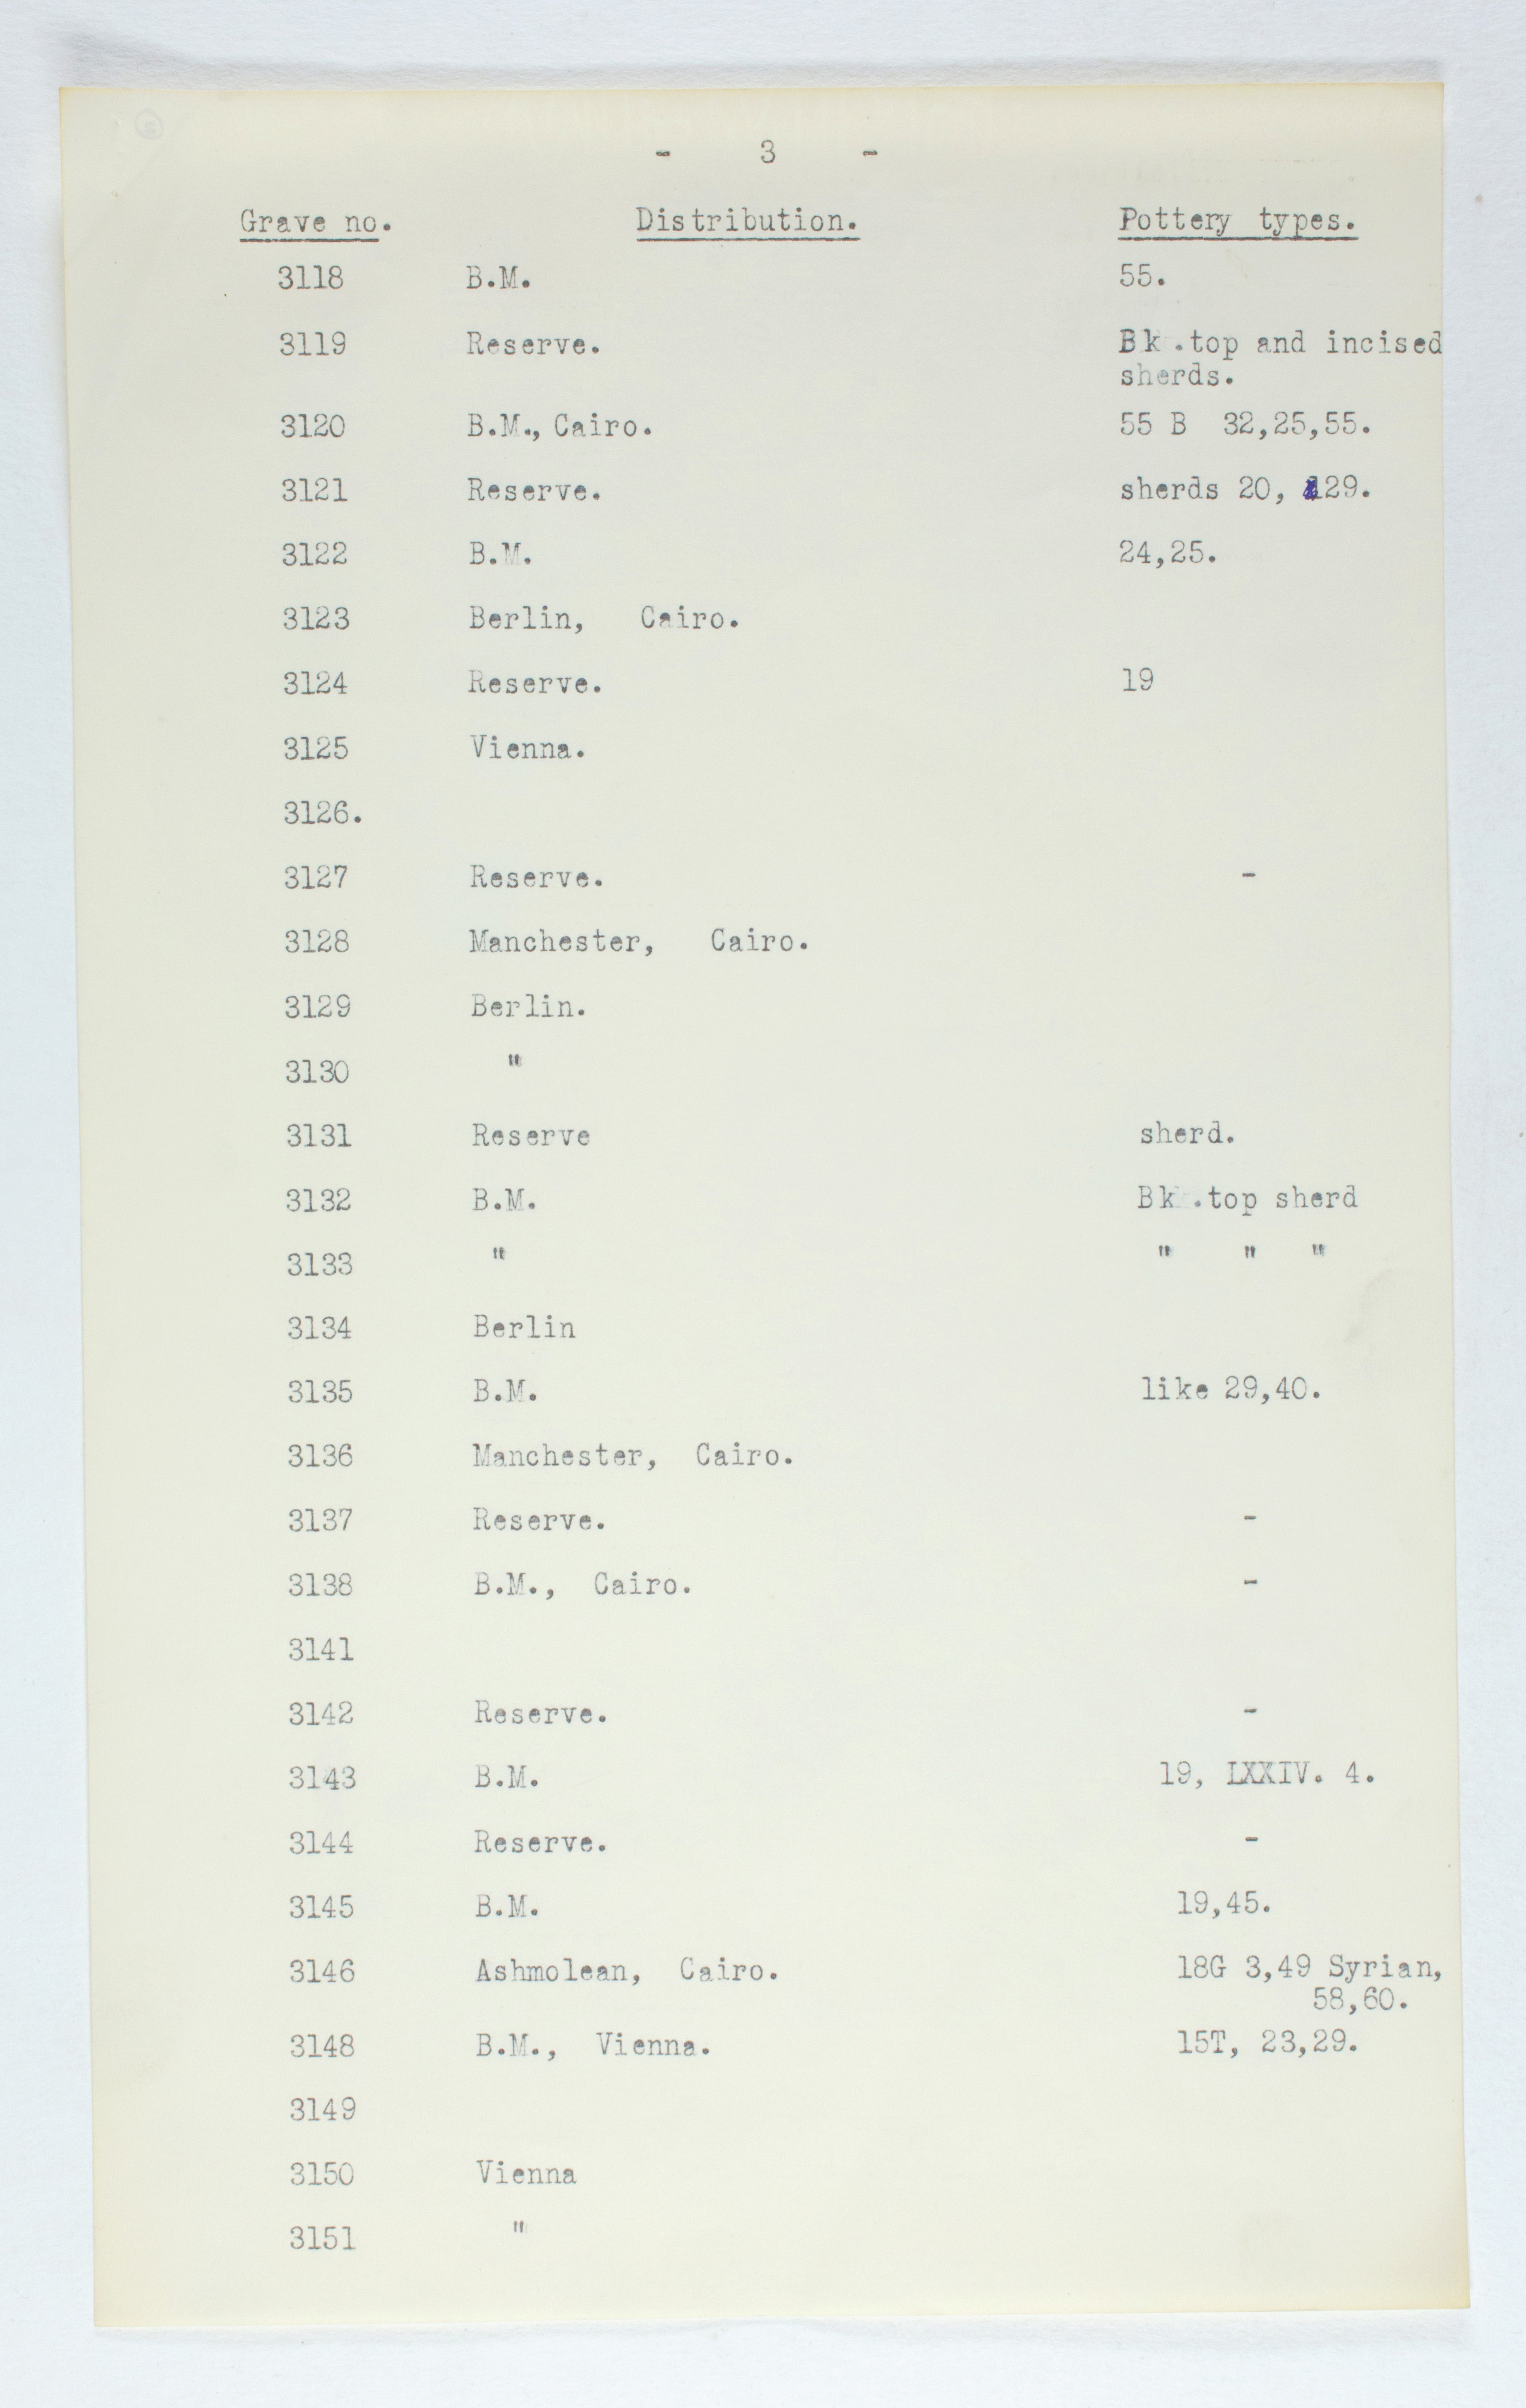 - 3 -
Grave no. Distribution. Pottery types.
3118 B.M. 55.
3119 Reserve. Bk.top and incised
sherds.
3120 B.M., Cairo. 55 B 32,25,55.
3121 Reserve. sherds 20, 29.
3122 B.M. 24,25.
3123 Berlin, Cairo.
3124 Reserve. 19
3125 Vienna.
3126.
3127 Reserve. -
3128 Manchester, Cairo.
3129 Berlin.
3130 "
3131 Reserve sherd.
3132 B.M. Bk.top sherd
3133 " " " "
3134 Berlin
3135 B.M. like 29,40.
3136 Manchester, Cairo.
3137 Reserve. -
3138 B.M., Cairo. -
3141
3142 Reserve. -
3143 B.M. 19, LXXIV. 4.
3144 Reserve. -
3145 B.M. 19,45.
3146 Ashmolean, Cairo. 18G 3,49 Syrian,
58,60.
3148 B.M., Vienna. 15T, 23,29.
3149
3150 Vienna
3151 "